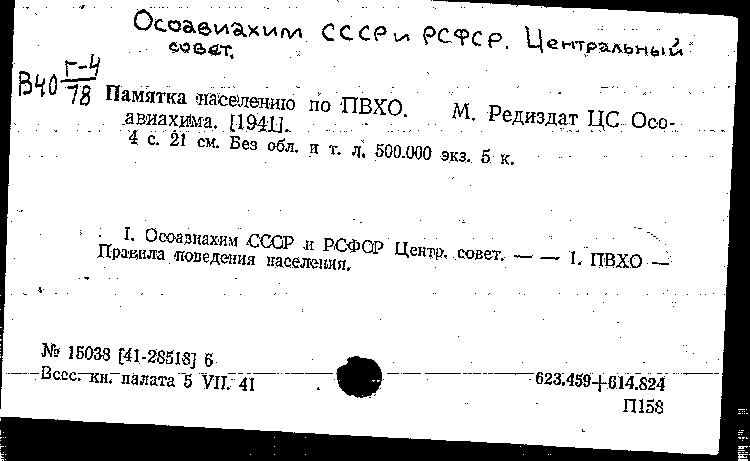 Осоавиахим СССР и РСФСР. Центральный
совет.
В40 Г-4/78
Памятка населению по ПВХО. М. Редиздат ЦС Осо-
авиахима. [1941].
4 с. 21 см. Без обл. и т. л. 500.000 экз. 5 к.
I. Осоавиахим СССР и РСФСР Центр. совет. — — 1. ПВХО —
Правила поведения населения.
№ 15038 [41-28518] 6
Всес. кн. палата 5 VII. 41
623.459+614.824
П158